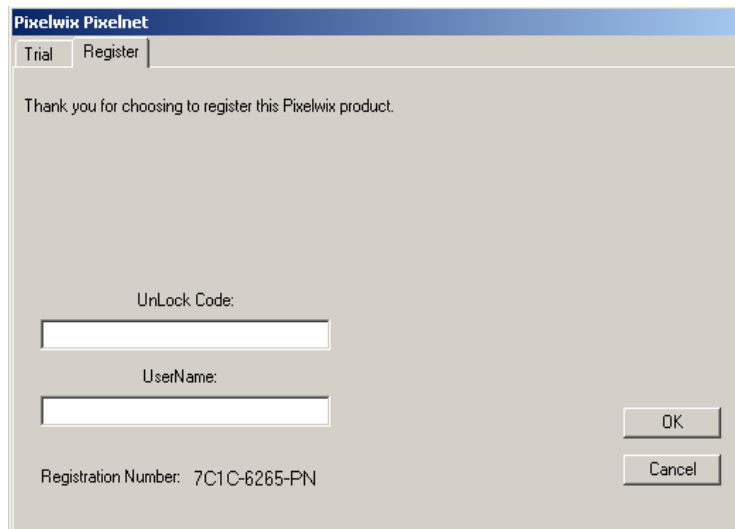 Pixelwix Pixelnet
Trial Register
Thank you for choosing to register this Pixelwix product.
UnLock Code:
UserName:
OK
Cancel
Registration Number: 7C1C-6265-PN